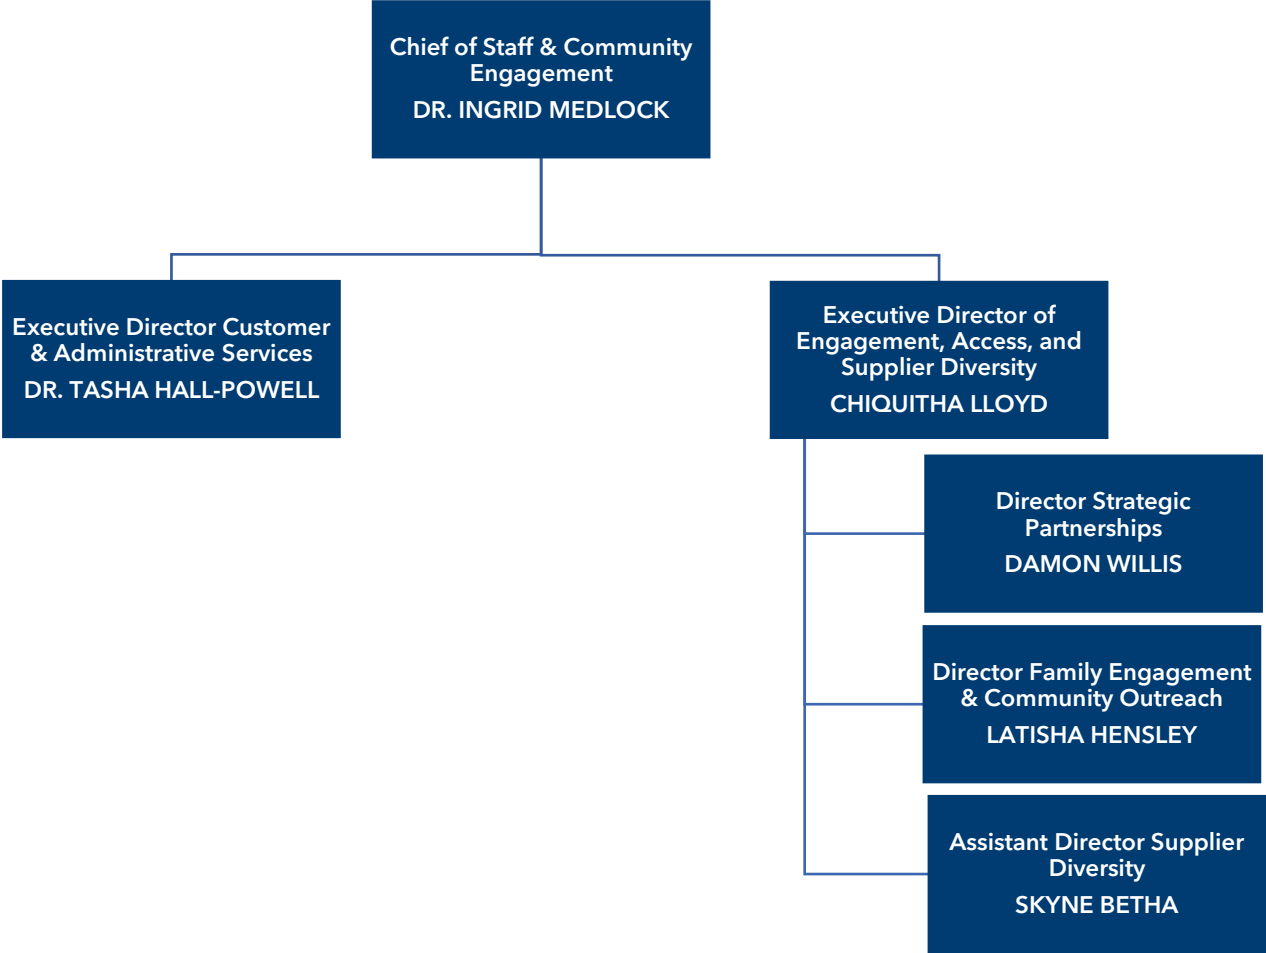 Chief of Staff & Community
Engagement
DR. INGRID MEDLOCK
Executive Director Customer
& Administrative Services
DR. TASHA HALL-POWELL
Executive Director of
Engagement, Access, and
Supplier Diversity
CHIQUITHA LLOYD
Director Strategic
Partnerships
DAMON WILLIS
Director Family Engagement
& Community Outreach
LATISHA HENSLEY
Assistant Director Supplier
Diversity
SKYNE BETHA